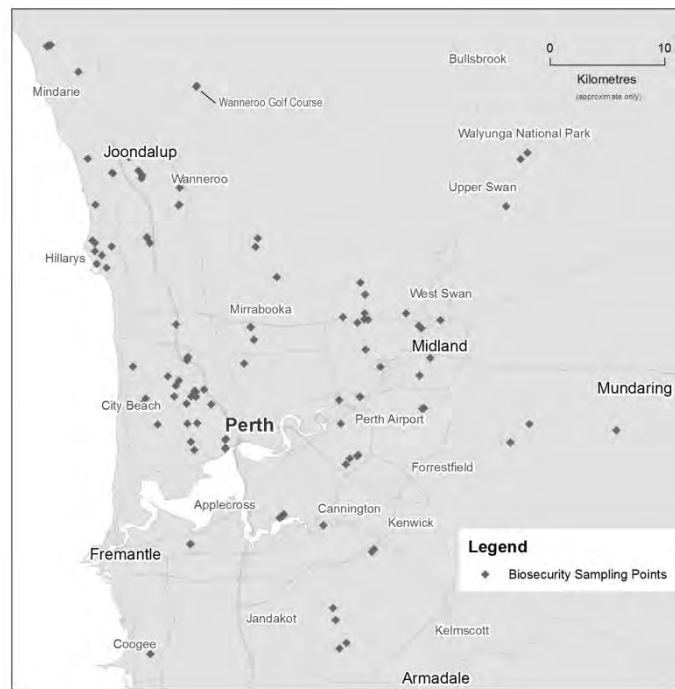 Bullsbrook
0 10
Kilometres
(approximate only)
Mindarie
Wanneroo Golf Course
Walyunga National Park
Joondalup
Wanneroo
Upper Swan
Hillarys
West Swan
Mirrabooka
Midland
Mundaring
City Beach
Perth
Perth Airport
Forrestfield
Applecross
Cannington
Kenwick
Fremantle
Legend
Biosecurity Sampling Points
Jandakot
Kelmscott
Coogee
Armadale